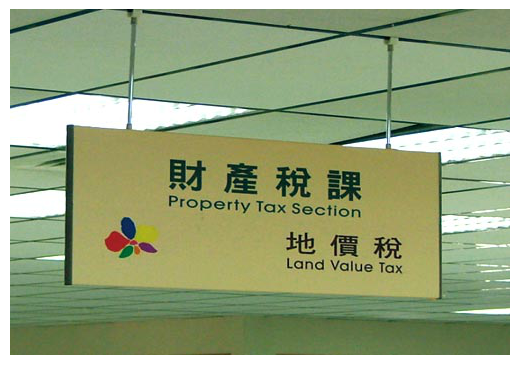 財產稅課
Property Tax Section
地價稅
Land Value Tax